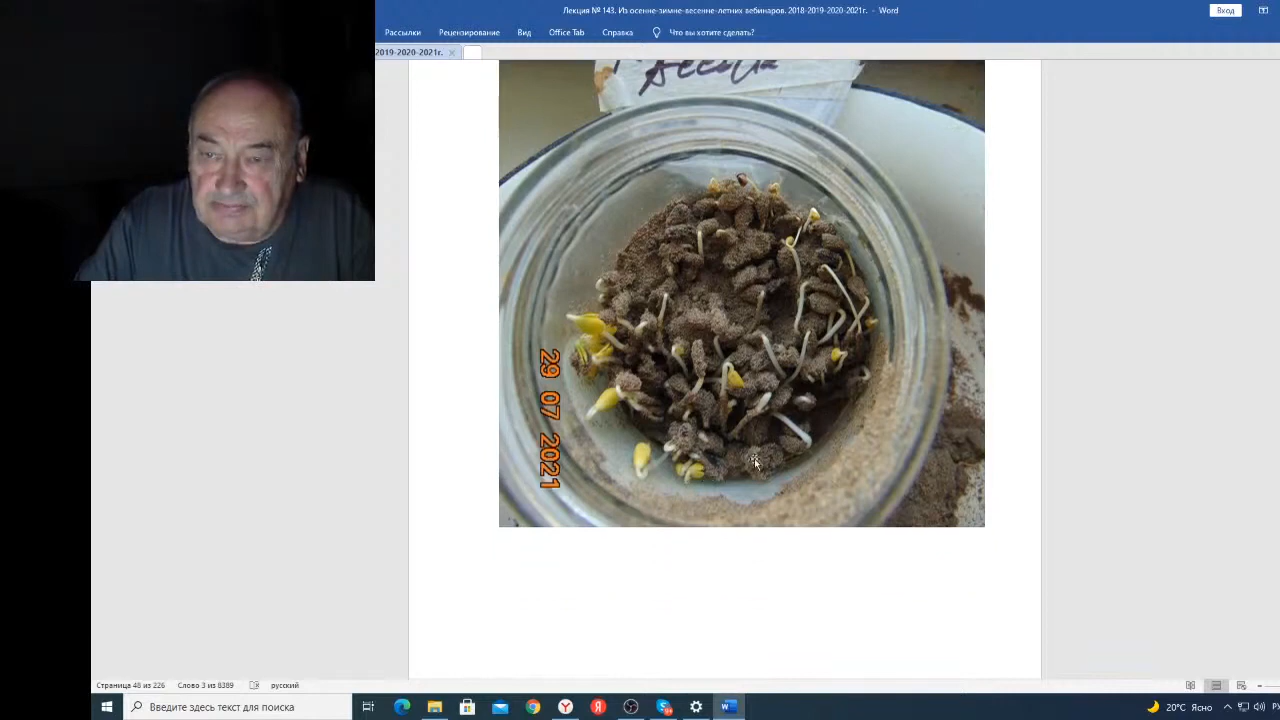 Лекция № 143. Из осенне-зимне-весенне-летних вебинаров. 2018-2019-2020-2021г. - Word
Вход
Рассылки Рецензирование Вид Office Tab Справка Что вы хотите сделать?
2019-2020-2021г.
29 07 2021
Страница 48 из 226 Слово 3 из 8389 русский
Введите здесь текст для поиска
20°C Ясно